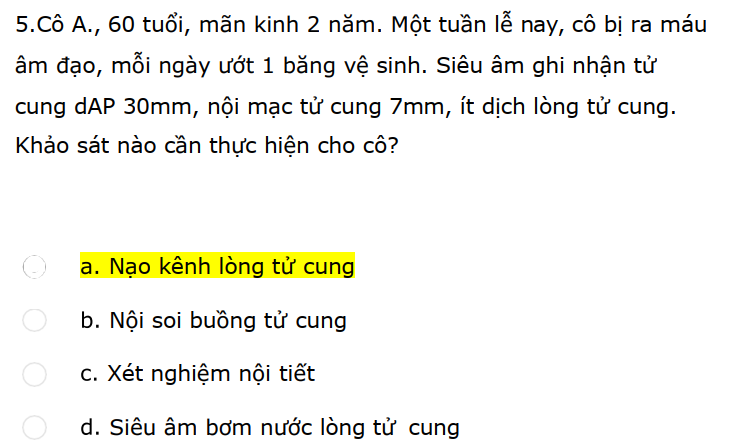 5.Cô A., 60 tuổi, mãn kinh 2 năm. Một tuần lễ nay, cô bị ra máu
âm đạo, mỗi ngày ướt 1 băng vệ sinh. Siêu âm ghi nhận tử
cung dAP 30mm, nội mạc tử cung 7mm, ít dịch lòng tử cung.
Khảo sát nào cần thực hiện cho cô?
a. Nạo kênh lòng tử cung
b. Nội soi buồng tử cung
c. Xét nghiệm nội tiết
d. Siêu âm bơm nước lòng tử cung